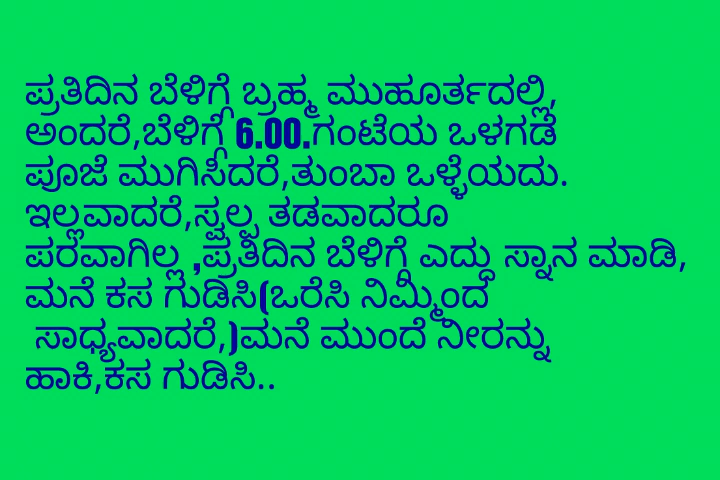 ಪ್ರತಿದಿನ ಬೆಳಿಗ್ಗೆ ಬ್ರಹ್ಮ ಮುಹೂರ್ತದಲ್ಲಿ,
ಅಂದರೆ,ಬೆಳಿಗ್ಗೆ 6.00.ಗಂಟೆಯ ಒಳಗಡೆ
ಪೂಜೆ ಮುಗಿಸಿದರೆ,ತುಂಬಾ ಒಳ್ಳೆಯದು.
ಇಲ್ಲವಾದರೆ,ಸ್ವಲ್ಪ ತಡವಾದರೂ
ಪರವಾಗಿಲ್ಲ ,ಪ್ರತಿದಿನ ಬೆಳಿಗ್ಗೆ ಎದ್ದು ಸ್ನಾನ ಮಾಡಿ,
ಮನೆ ಕಸ ಗುಡಿಸಿ(ಒರೆಸಿ ನಿಮ್ಮಿಂದ
ಸಾಧ್ಯವಾದರೆ,)ಮನೆ ಮುಂದೆ ನೀರನ್ನು
ಹಾಕಿ,ಕಸ ಗುಡಿಸಿ..